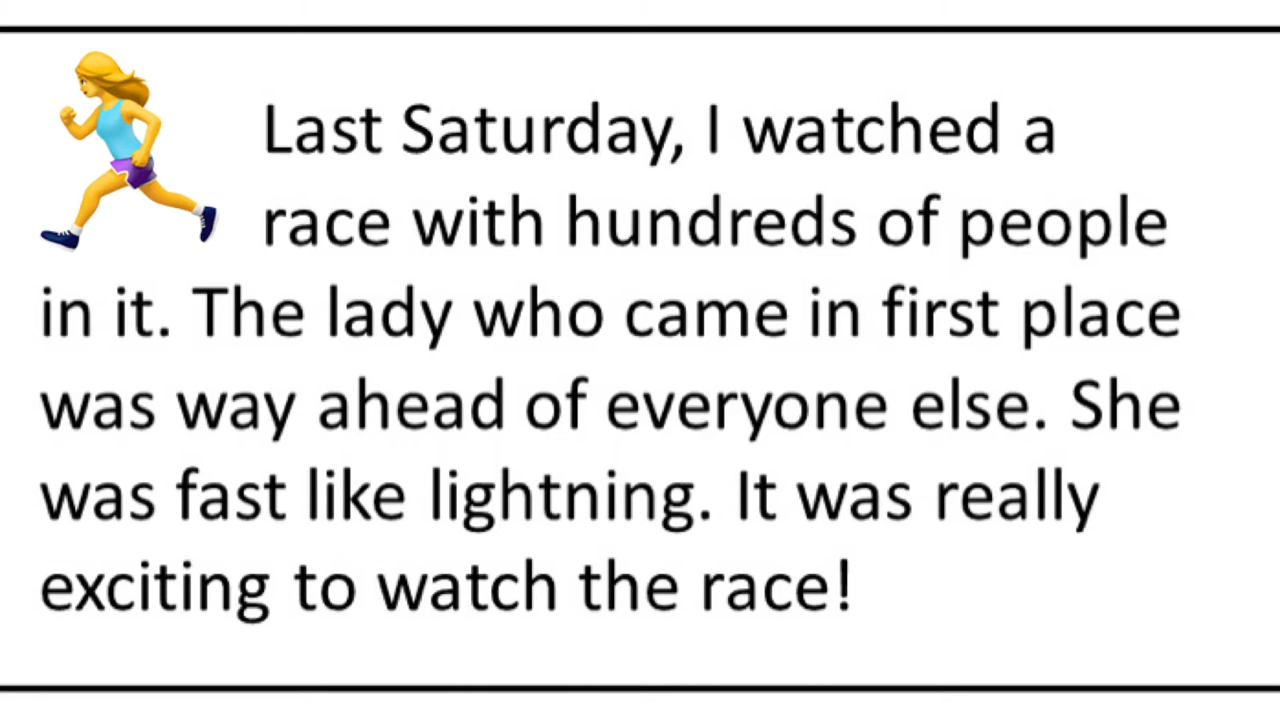 Last Saturday, I watched a
race with hundreds of people
in it. The lady who came in first place
was way ahead of everyone else. She
was fast like lightning. It was really
exciting to watch the race!